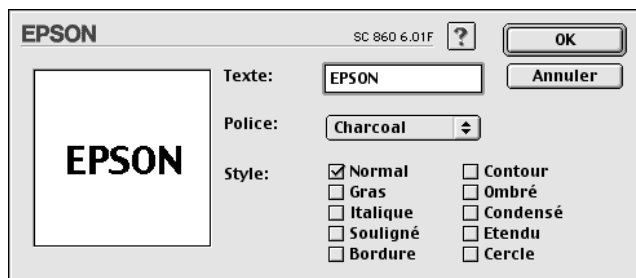 EPSON SC 860 6.01F ? OK
Texte: EPSON Annuler
Police: Charcoal
EPSON
Style: Normal Contour
Gras Ombré
Italique Condensé
Souligné Etendu
Bordure Cercle